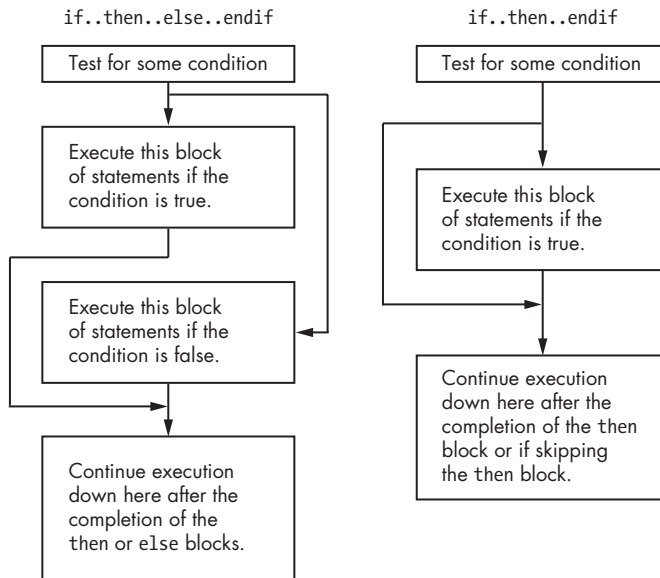 if..then..else..endif
Test for some condition
Execute this block
of statements if the
condition is true.
Execute this block
of statements if the
condition is false.
Continue execution
down here after the
completion of the
then or else blocks.
if..then..endif
Test for some condition
Execute this block
of statements if the
condition is true.
Continue execution
down here after the
completion of the then
block or if skipping
the then block.